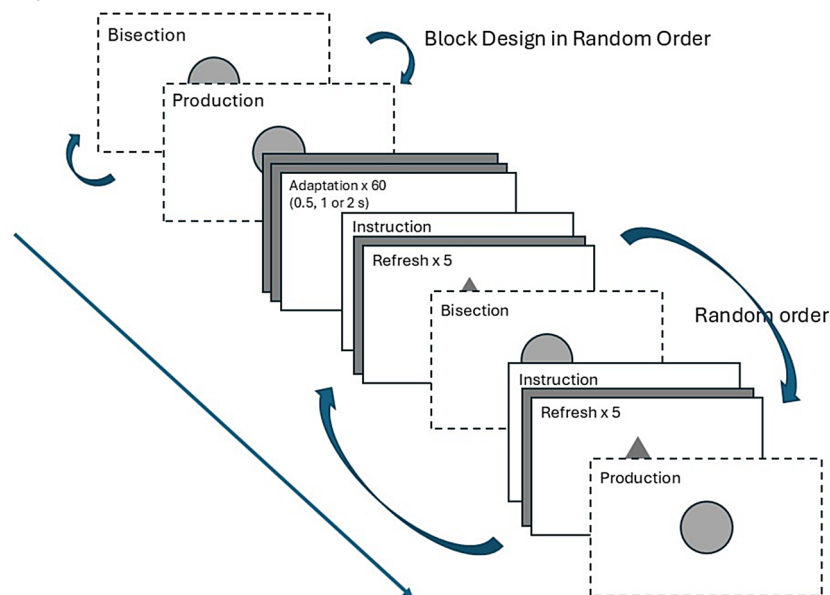 Bisection
Block Design in Random Order
Production
Adaptation x 60
(0.5, 1 or 2 s)
Instruction
Refresh x 5
Bisection
Random order
Instruction
Refresh x 5
Production